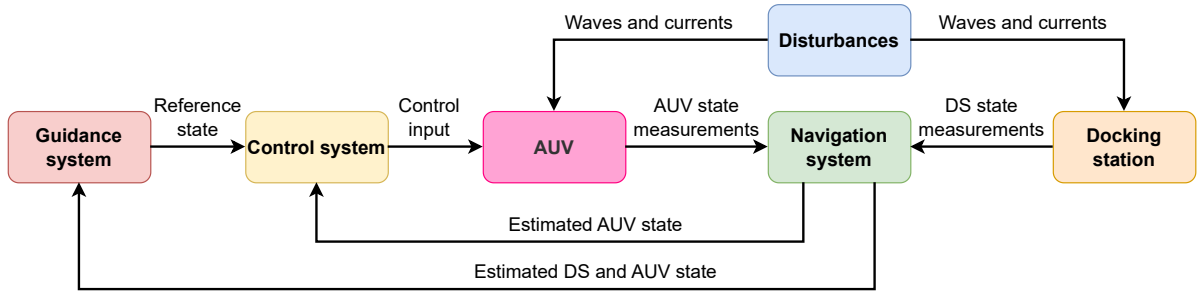 Waves and currents
Disturbances
Waves and currents
Reference
state
Control
input
AUV state
measurements
DS state
measurements
Guidance
system
Control system
AUV
Navigation
system
Docking
station
Estimated AUV state
Estimated DS and AUV state